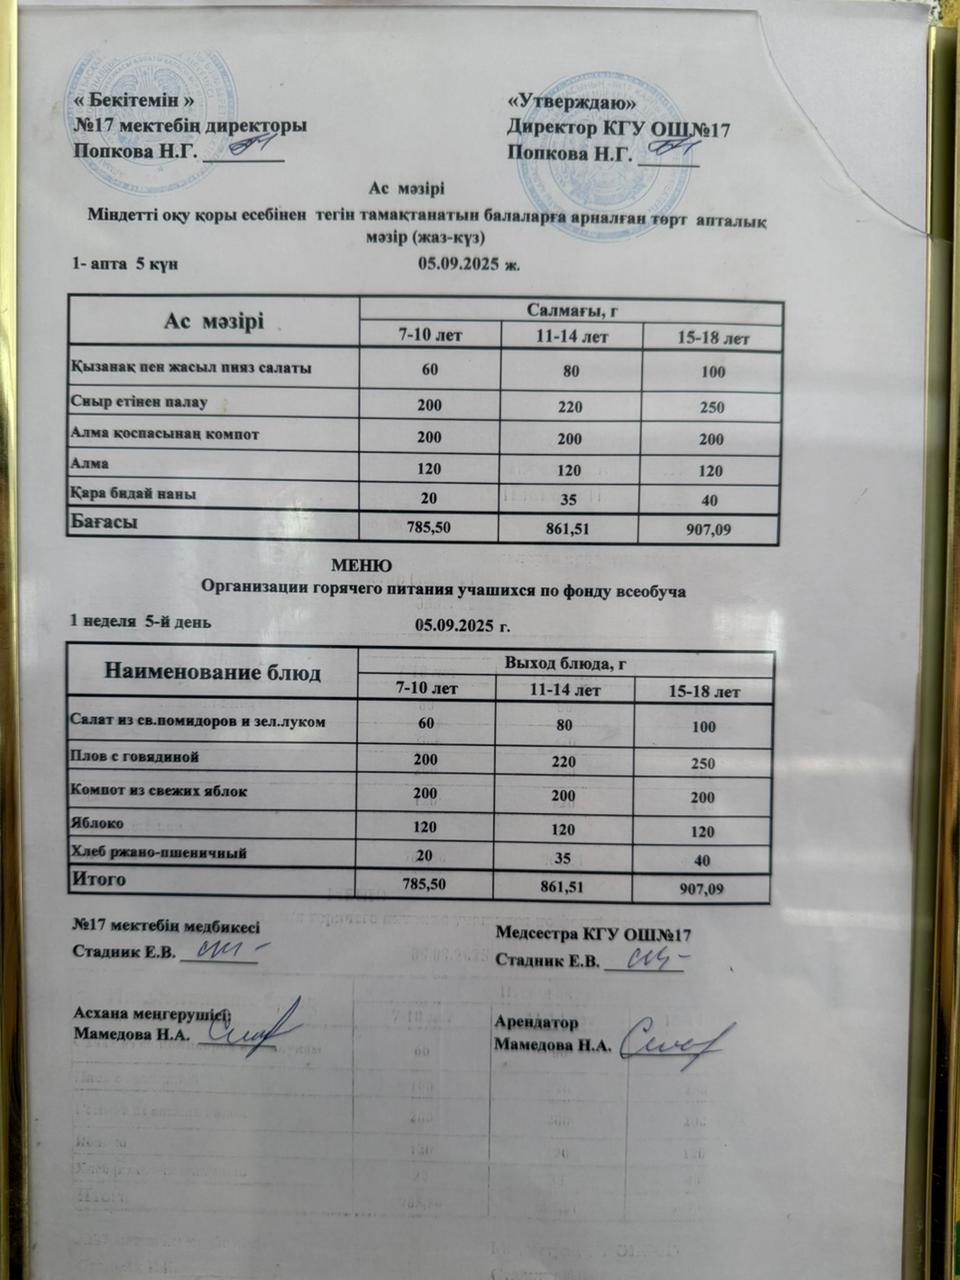 « Бекітемін »
№17 мектебің директоры
Попкова Н.Г.
«Утверждаю»
Директор КГУ ОШ№17
Попкова Н.Г.
Ас мәзірі
Міндетті оқу қоры есебінен тегін тамақтанатын балаларға арналған төрт апталық
мәзір (жаз-күз)
1- апта 5 күн 05.09.2025 ж.
Ас мәзірі Салмағы, г
7-10 лет 11-14 лет 15-18 лет
Қызанақ пен жасыл пияз салаты 60 80 100
Сиыр етінен палау 200 220 250
Алма қоспасынаң компот 200 200 200
Алма 120 120 120
Қара бидай наны 20 35 40
Бағасы 785,50 861,51 907,09
МЕНЮ
Организации горячего питания учашихся по фонду всеобуча
1 неделя 5-й день 05.09.2025 г.
Наименование блюд Выход блюда, г
7-10 лет 11-14 лет 15-18 лет
Салат из св.помидоров и зел.луком 60 80 100
Плов с говядиной 200 220 250
Компот из свежих яблок 200 200 200
Яблоко 120 120 120
Хлеб ржано-пшеничный 20 35 40
Итого 785,50 861,51 907,09
№17 мектебің медбикесі
Стадник Е.В.
Медсестра КГУ ОШ№17
Стадник Е.В.
Асхана меңгерушісі:
Мамедова Н.А.
Арендатор
Мамедова Н.А.